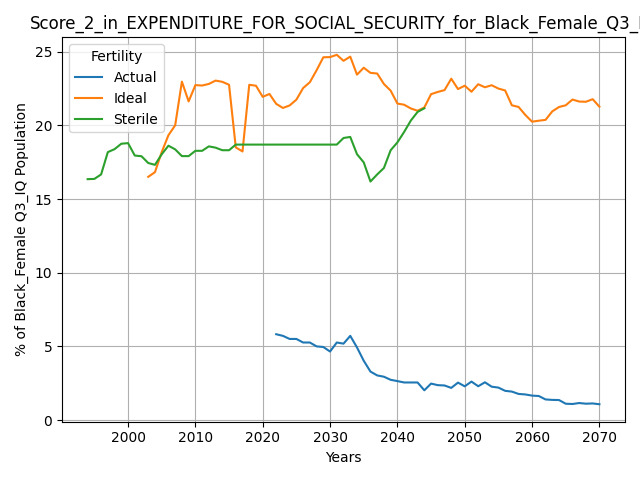 Score_2_in_EXPENDITURE_FOR_SOCIAL_SECURITY_for_Black_Female_Q3_I
Fertility
Actual
Ideal
Sterile
% of Black_Female Q3_IQ Population
25
20
15
10
5
0
2000 2010 2020 2030 2040 2050 2060 2070
Years